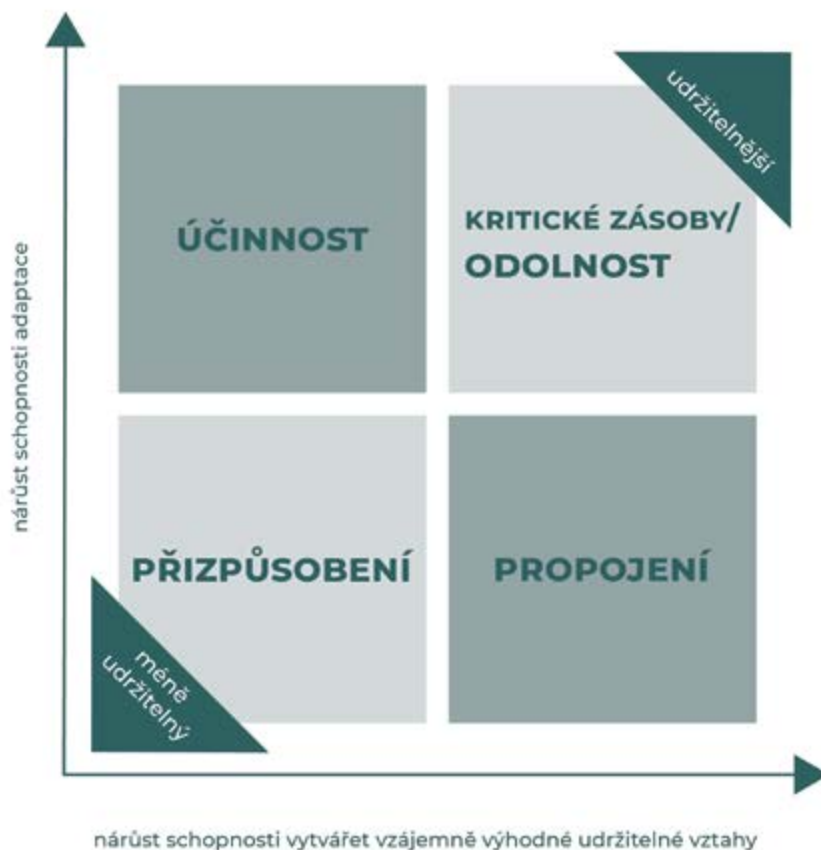 udržitelnější
ÚČINNOST
KRITICKÉ ZÁSOBY/
ODOLNOST
nárůst schopnosti adaptace
PŘIZPŮSOBENÍ
PROPOJENÍ
méně
udržitelný
nárůst schopnosti vytvářet vzájemně výhodné udržitelné vztahy